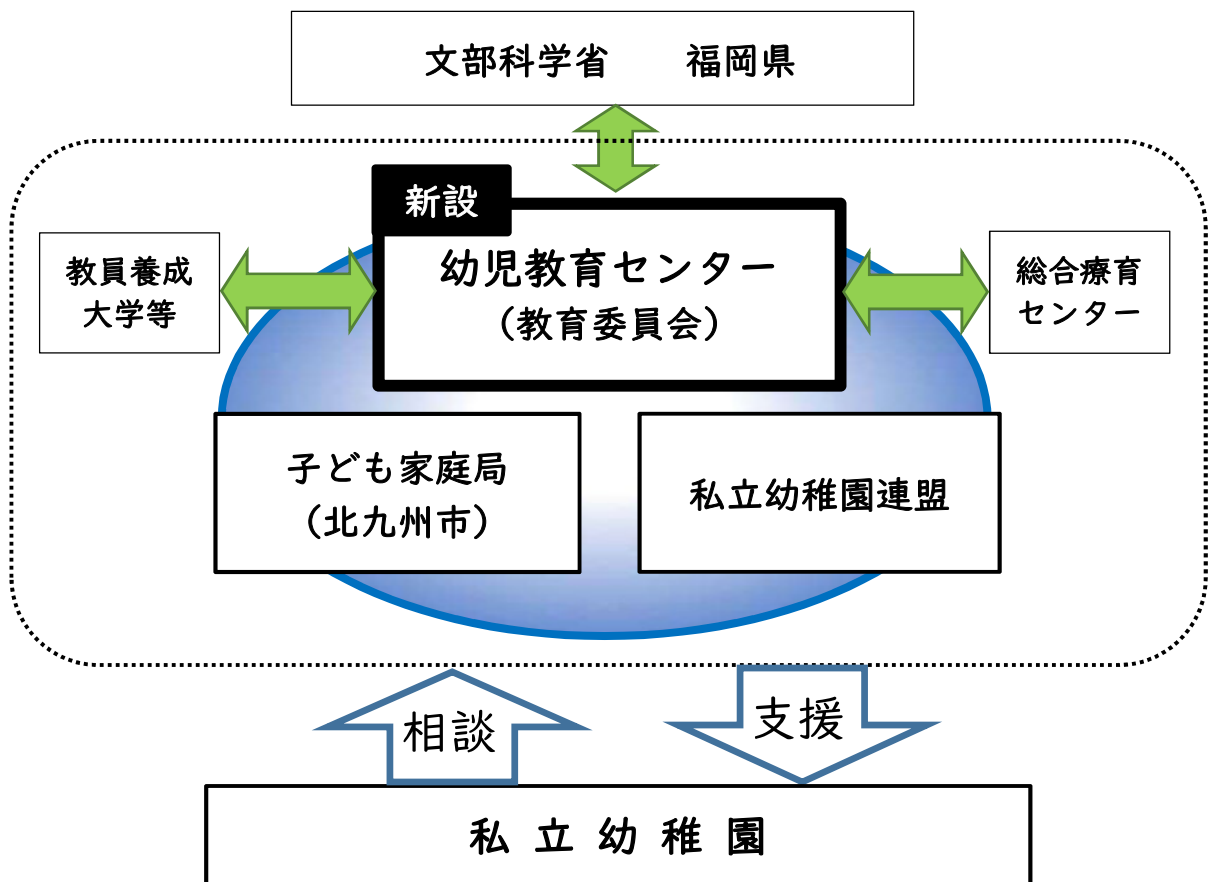 文部科学省　　福岡県
新設
幼児教育センター
（教育委員会）
教員養成
大学等
総合療育
センター
子ども家庭局
（北九州市）
私立幼稚園連盟
相談
支援
私 立 幼 稚 園